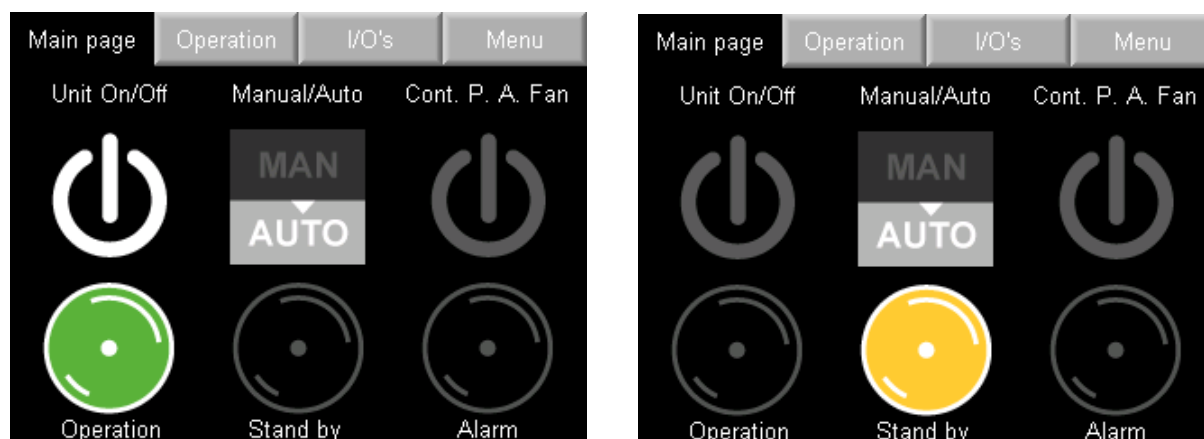 Main page Operation I/O's Menu
Unit On/Off Manual/Auto Cont. P. A. Fan
MAN
AUTO
Operation Stand by Alarm
Main page Operation I/O's Menu
Unit On/Off Manual/Auto Cont. P. A. Fan
MAN
AUTO
Operation Stand by Alarm